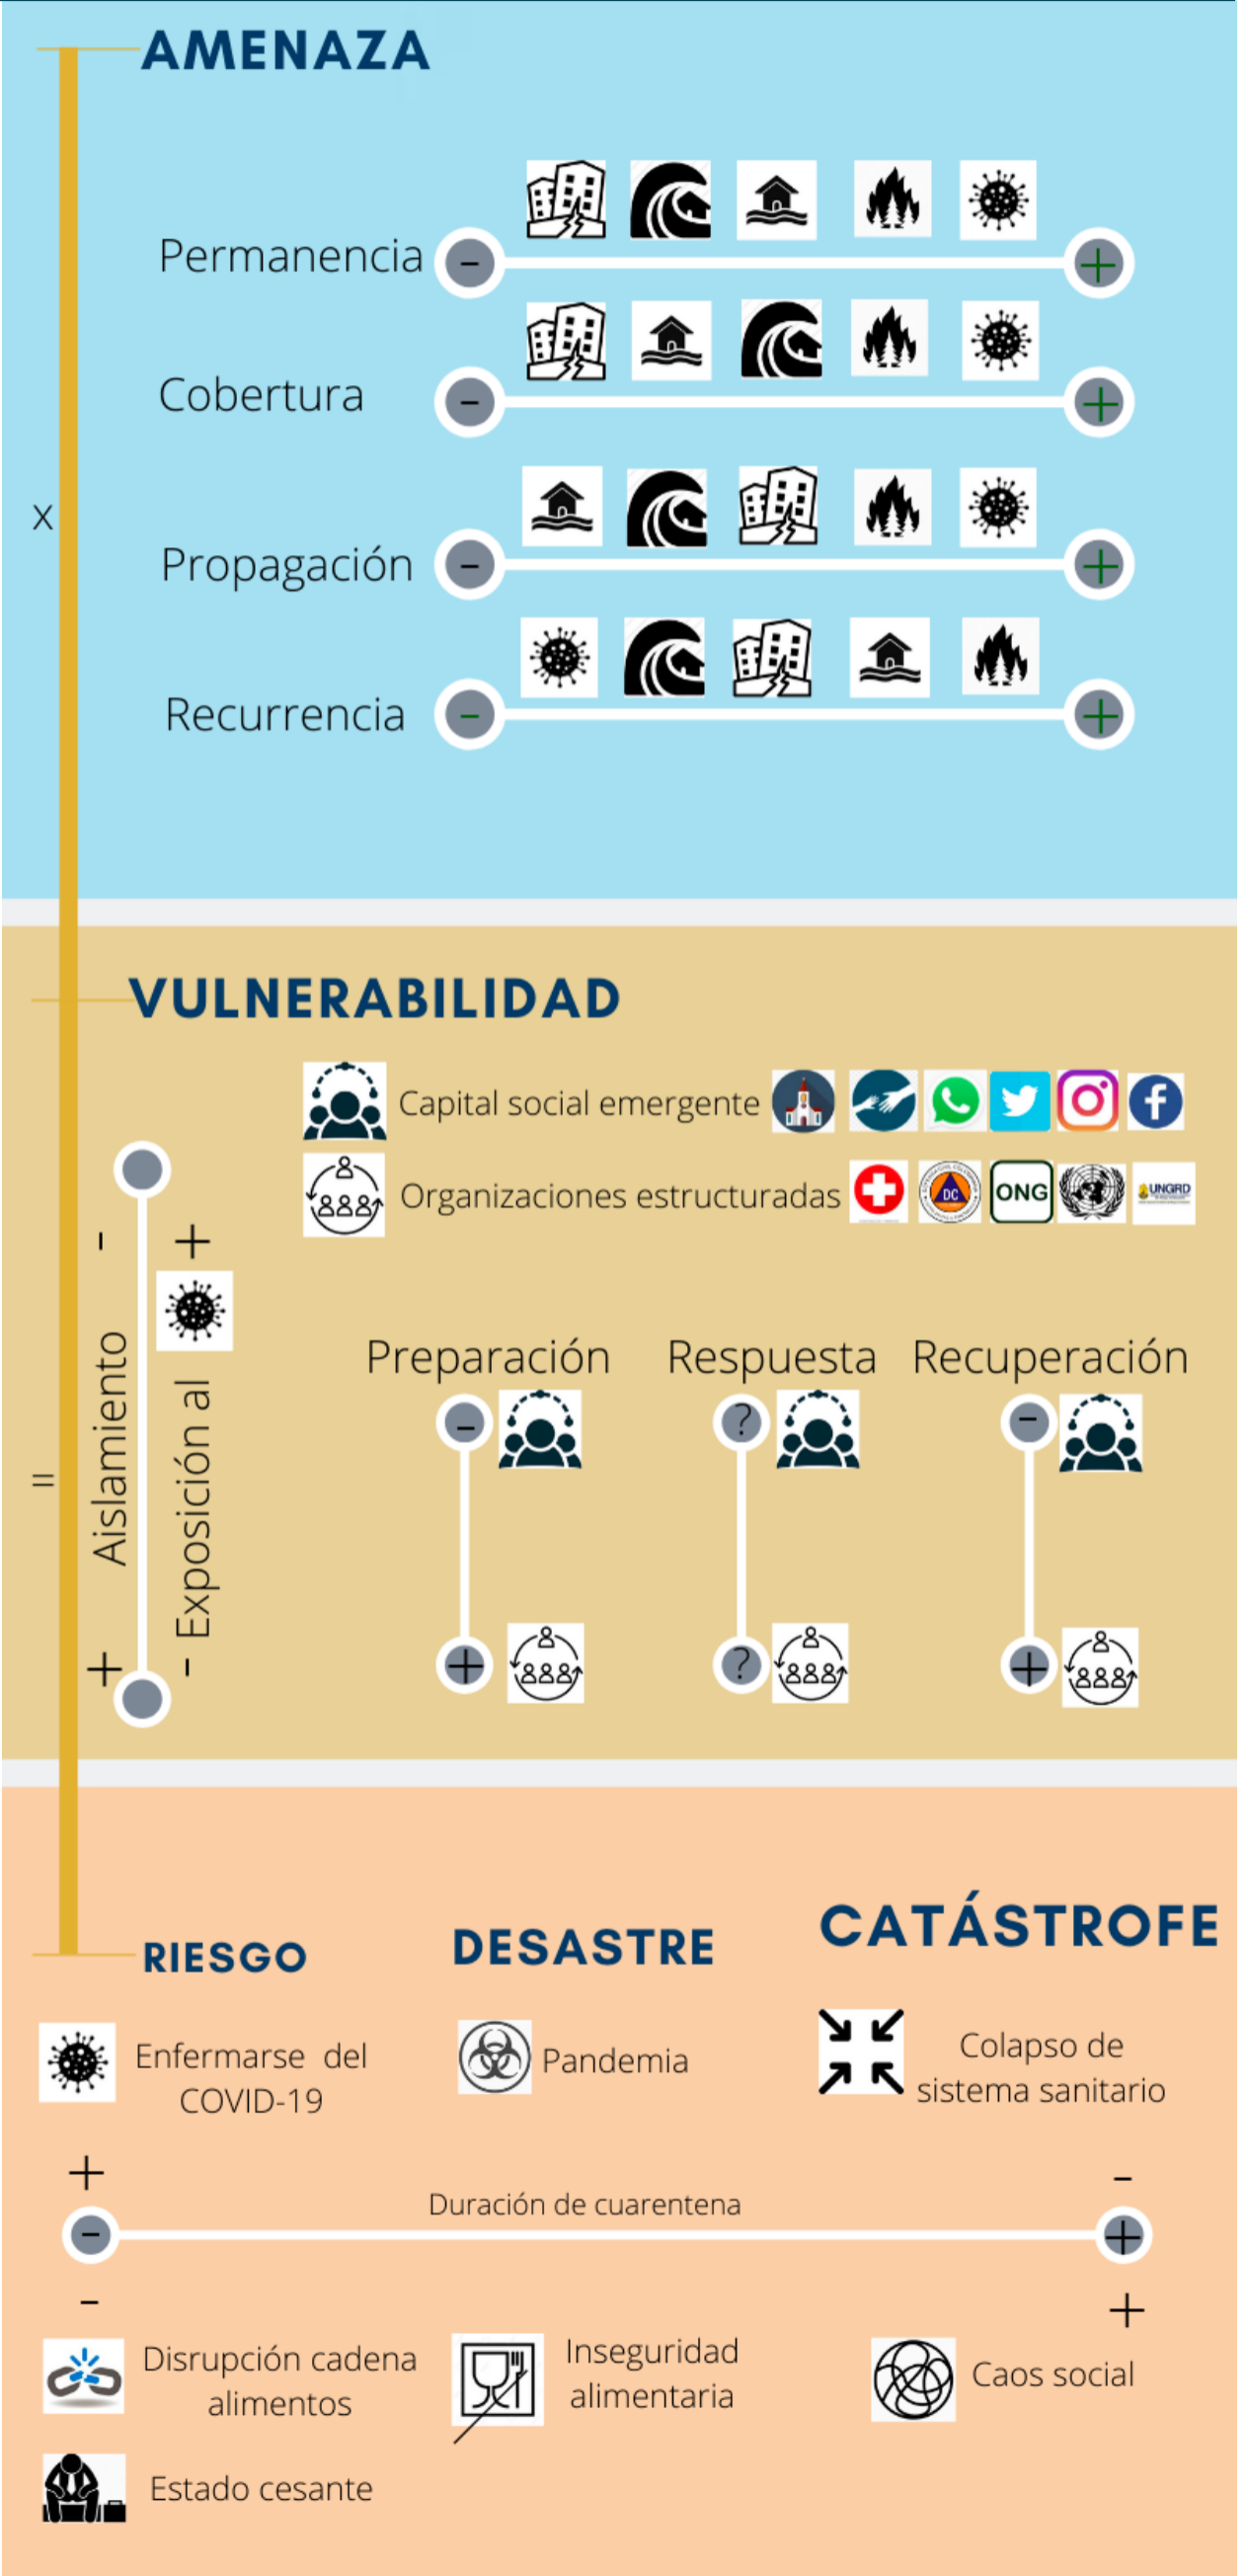 AMENAZA
Permanencia - +
Cobertura - +
X
Propagación - +
Recurrencia - +
VULNERABILIDAD
Capital social emergente
Organizaciones estructuradas DC ONG UNGRD
- +
Aislamiento
Exposición al
+ -
=
Preparación Respuesta Recuperación
- ? -
+ ? +
RIESGO DESASTRE CATÁSTROFE
Enfermarse del
COVID-19
Pandemia
Colapso de
sistema sanitario
+ -
Duración de cuarentena
- +
- +
Disrupción cadena
alimentos
Inseguridad
alimentaria
Caos social
Estado cesante